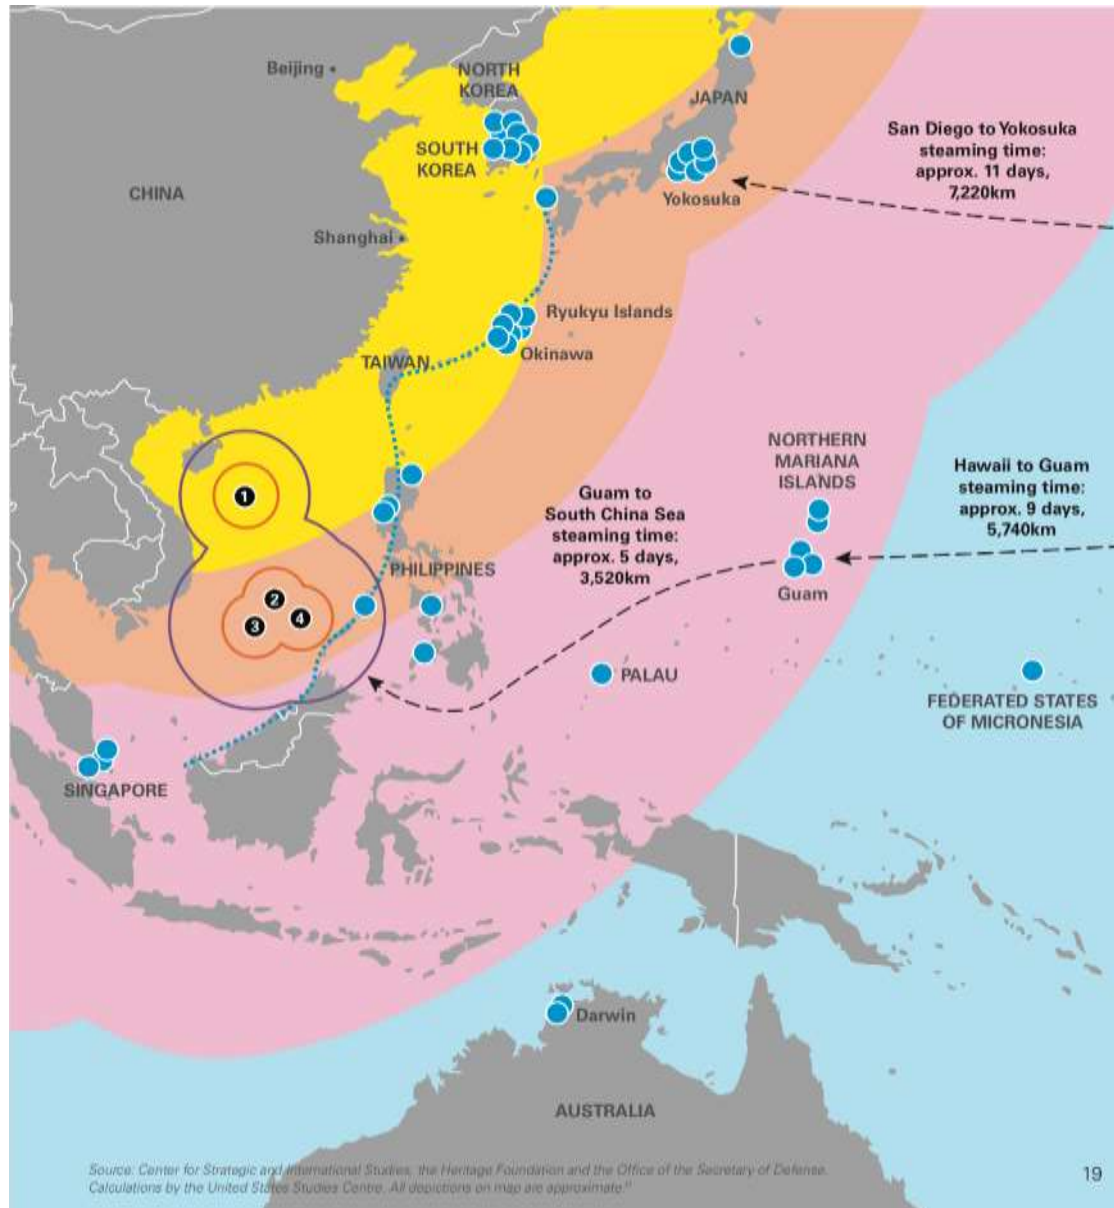 Beijing
NORTH
KOREA
JAPAN
SOUTH
KOREA
San Diego to Yokosuka
steaming time:
approx. 11 days,
7,220km
CHINA
Yokosuka
Shanghai
Ryukyu Islands
TAIWAN
Okinawa
NORTHERN
MARIANA
ISLANDS
Hawaii to Guam
steaming time:
approx. 9 days,
5,740km
1
Guam to
South China Sea
steaming time:
approx. 5 days,
3,520km
PHILIPPINES
Guam
2
3
4
PALAU
FEDERATED STATES
OF MICRONESIA
SINGAPORE
Darwin
AUSTRALIA
Source: Center for Strategic and International Studies, the Heritage Foundation and the Office of the Secretary of Defense.
Calculations by the United States Studies Centre. All depictions on map are approximate.
19